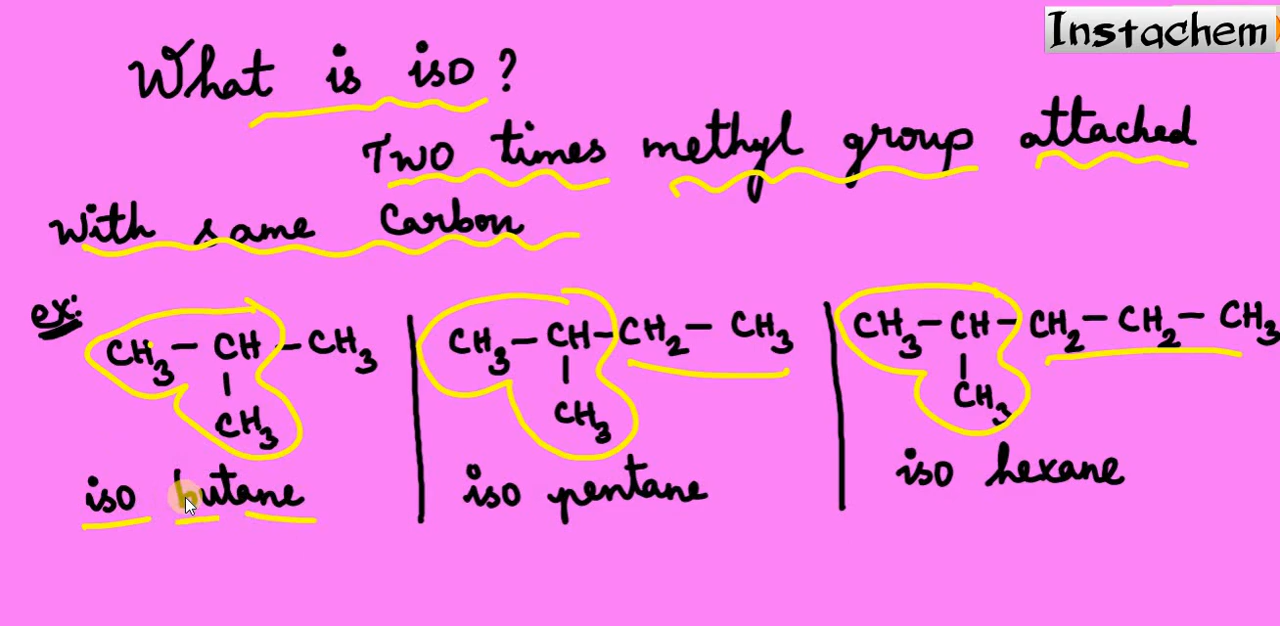 Instachem
What is iso?
Two times methyl group attached
with same Carbon
ex:
CH3 – CH – CH3
|
CH3
iso butane
CH3 – CH – CH2 – CH3
|
CH3
iso pentane
CH3 – CH – CH2 – CH2 – CH3
|
CH3
iso hexane